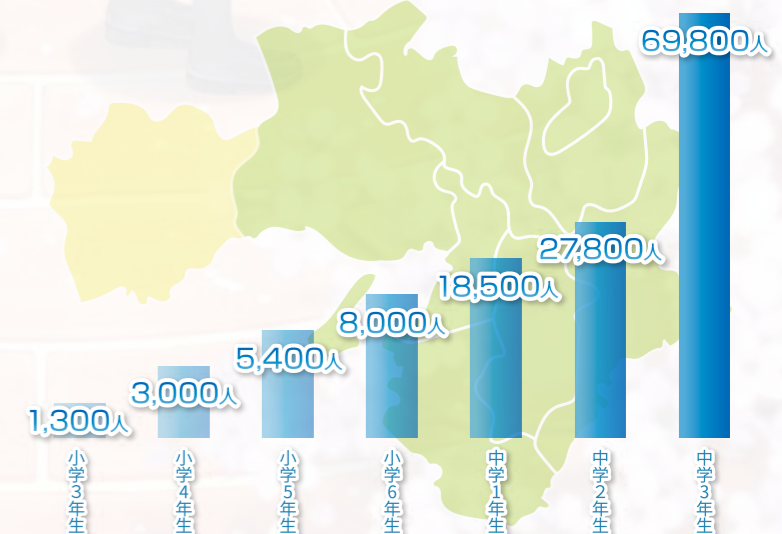 69,800人
27,800人
18,500人
8,000人
5,400人
3,000人
1,300人
小学3年生
小学4年生
小学5年生
小学6年生
中学1年生
中学2年生
中学3年生